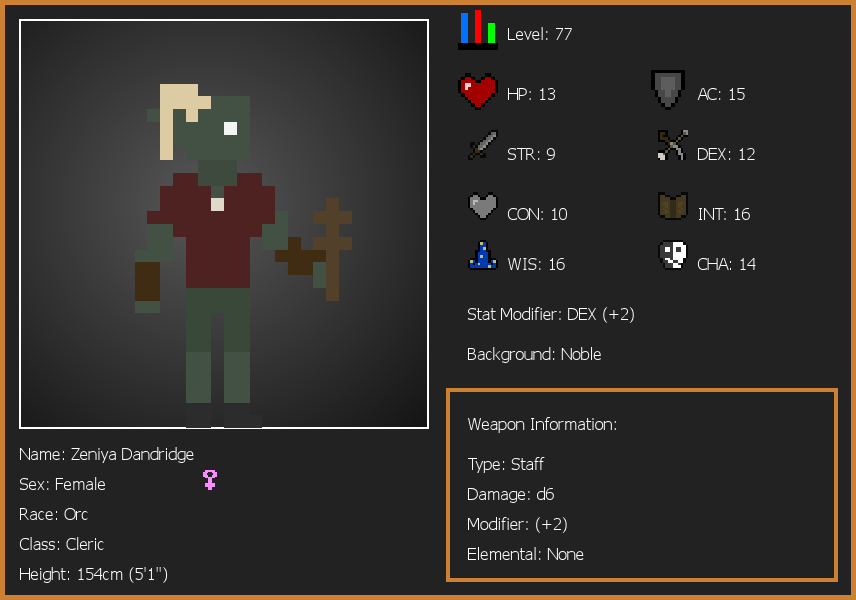 Level: 77
HP: 13
AC: 15
STR: 9
DEX: 12
CON: 10
INT: 16
WIS: 16
CHA: 14
Stat Modifier: DEX (+2)
Background: Noble
Weapon Information:
Type: Staff
Damage: d6
Modifier: (+2)
Elemental: None
Name: Zeniya Dandridge
Sex: Female
Race: Orc
Class: Cleric
Height: 154cm (5'1")